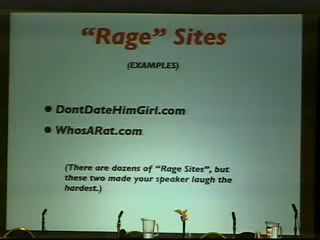 “Rage” Sites
(EXAMPLES)
● DontDateHimGirl.com
● WhosARat.com
(There are dozens of “Rage Sites”, but
these two made your speaker laugh the
hardest.)